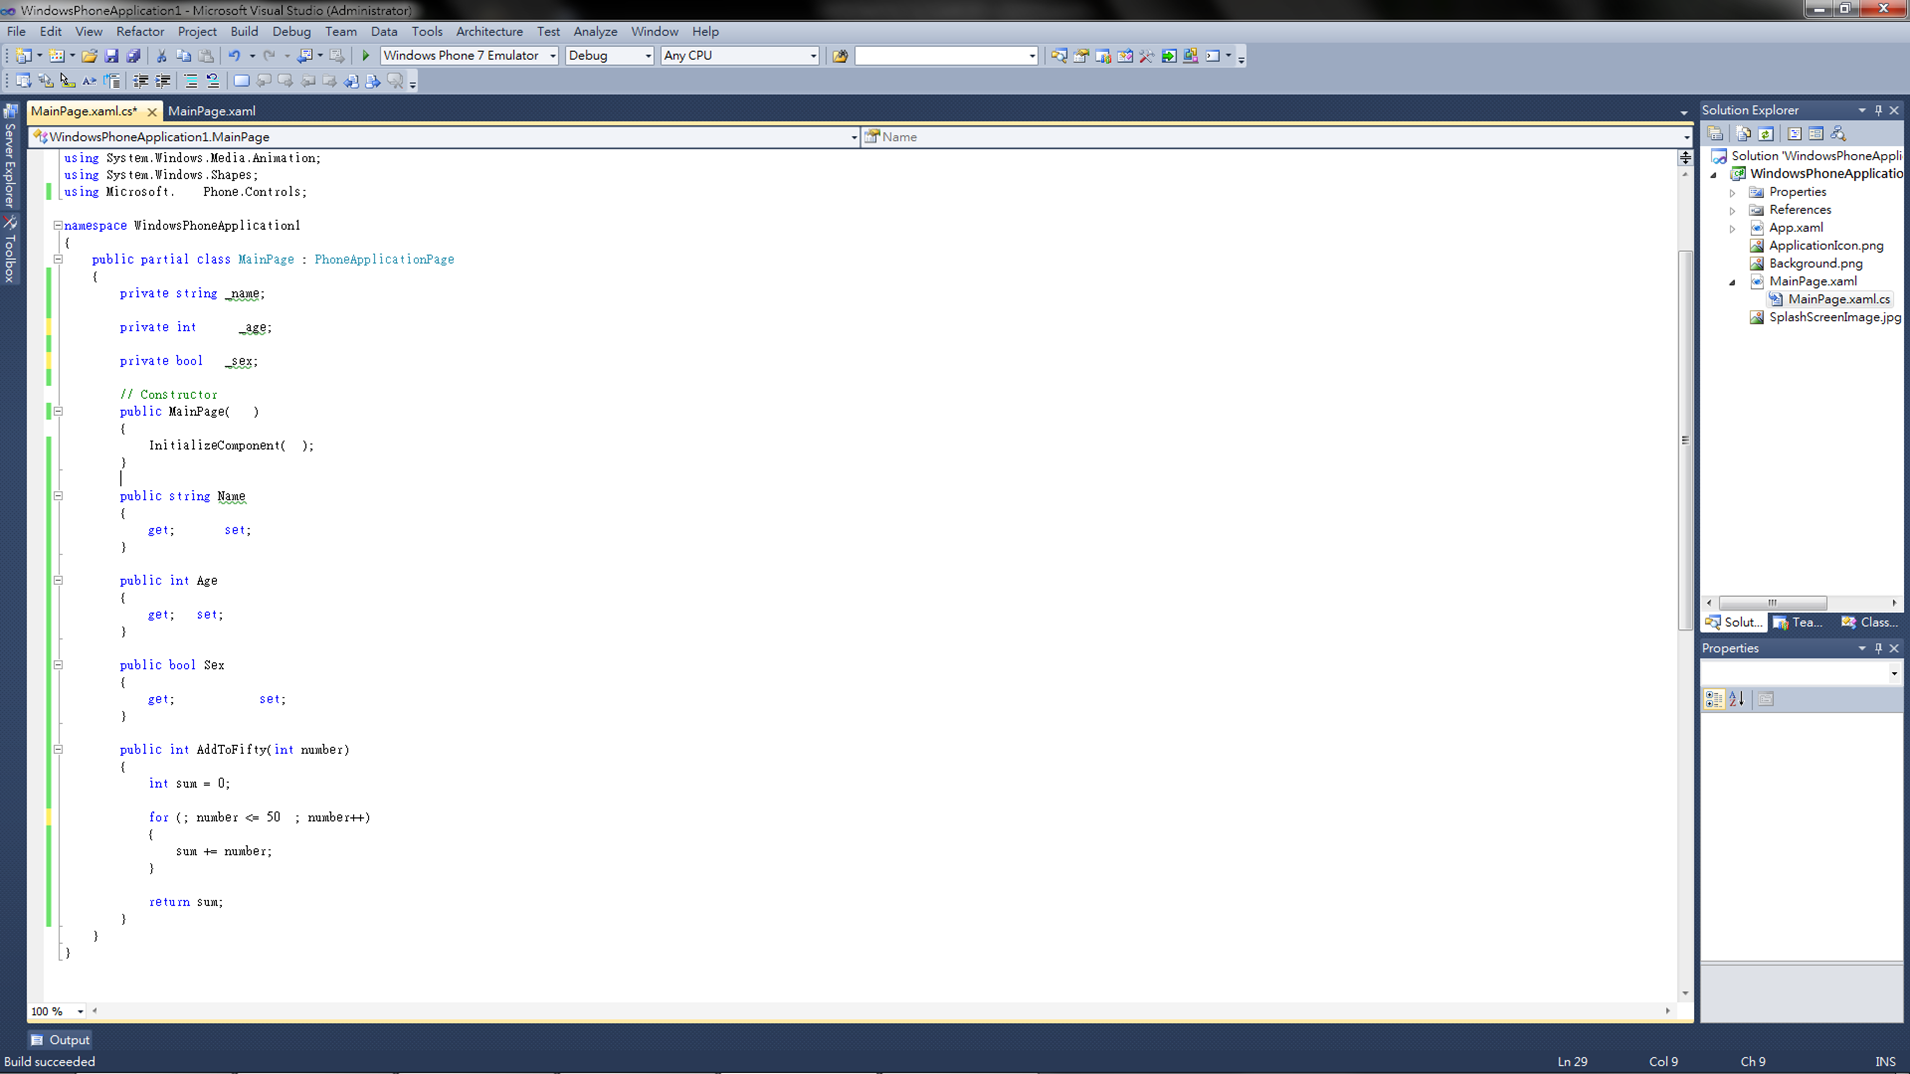 WindowsPhoneApplication1 - Microsoft Visual Studio (Administrator)
File Edit View Refactor Project Build Debug Team Data Tools Architecture Test Analyze Window Help
Windows Phone 7 Emulator Debug Any CPU
Server Explorer
Toolbox
MainPage.xaml.cs* MainPage.xaml
WindowsPhoneApplication1.MainPage Name
using System.Windows.Media.Animation;
using System.Windows.Shapes;
using Microsoft.    Phone.Controls;
namespace WindowsPhoneApplication1
{
public partial class MainPage : PhoneApplicationPage
{
private string _name;
private int      _age;
private bool   _sex;
// Constructor
public MainPage(   )
{
InitializeComponent(  );
}
public string Name
{
get;       set;
}
public int Age
{
get;   set;
}
public bool Sex
{
get;            set;
}
public int AddToFifty(int number)
{
int sum = 0;
for (; number <= 50  ; number++)
{
sum += number;
}
return sum;
}
}
}
100 %
Output
Build succeeded
Ln 29 Col 9 Ch 9 INS
Solution Explorer
Solution 'WindowsPhoneAppli
WindowsPhoneApplicatio
Properties
References
App.xaml
ApplicationIcon.png
Background.png
MainPage.xaml
MainPage.xaml.cs
SplashScreenImage.jpg
Solut... Tea... Class...
Properties